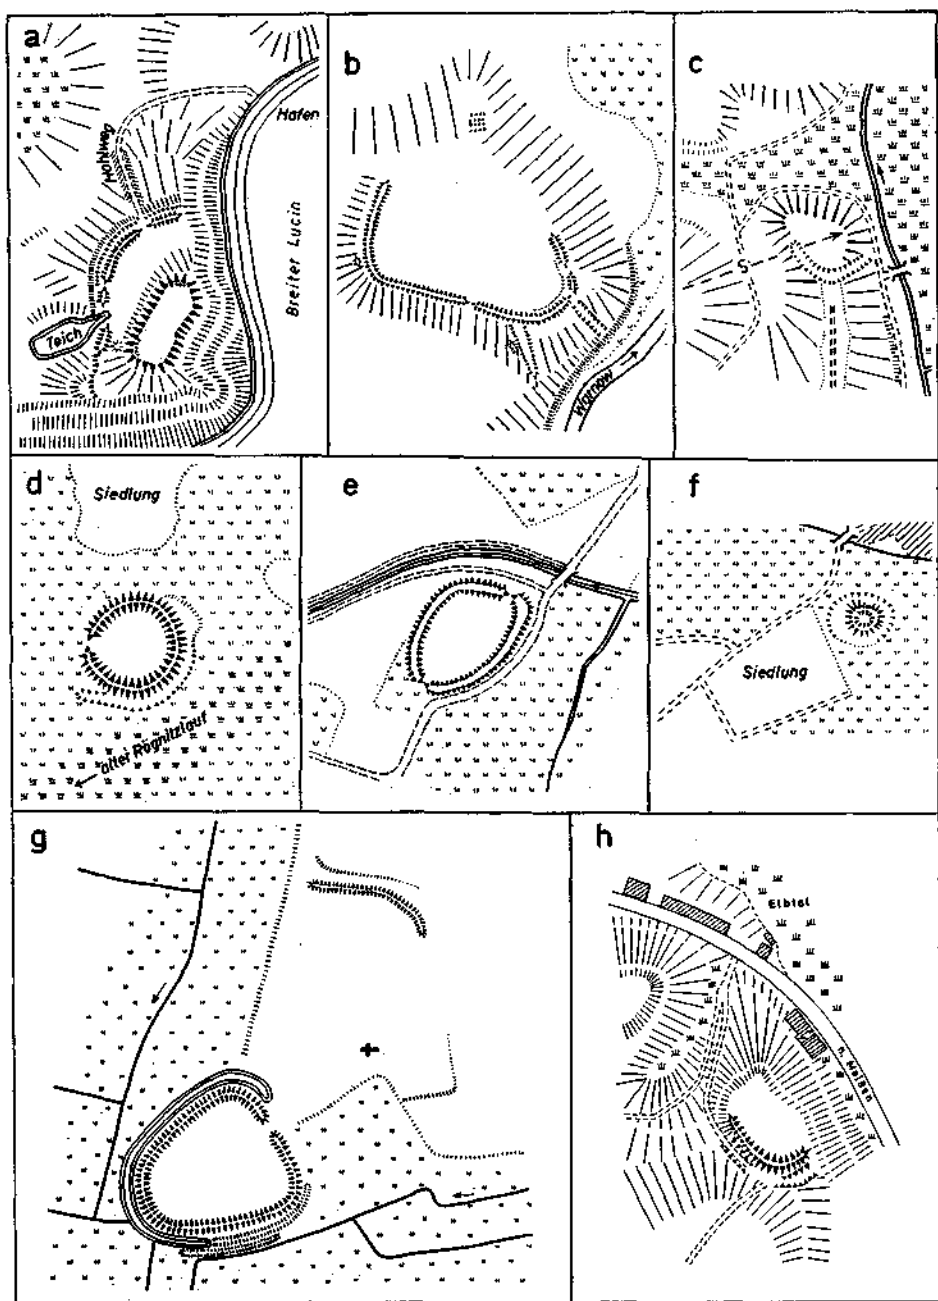 a
Hafen
Hohlweg
Breiter Lucin
Teich
b
Warnow
c
S
d
Siedlung
alter Rögnitzlauf
e
f
Siedlung
g
h
Elbtal
n. Meißen